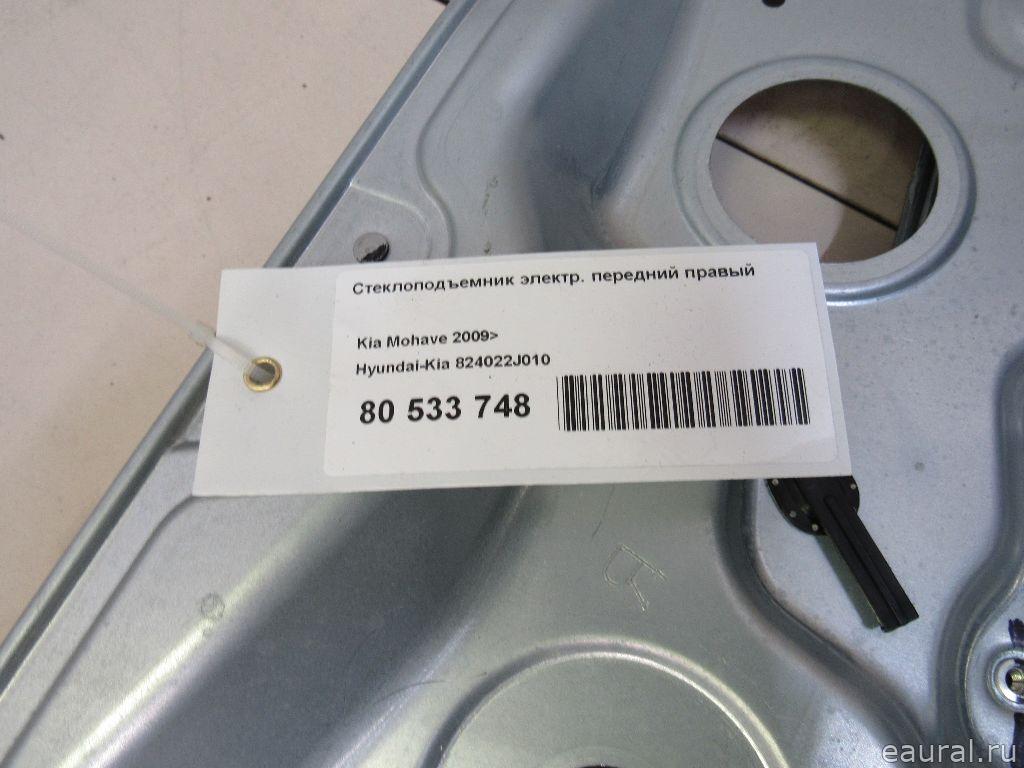 Стеклоподъемник электр. передний правый
Kia Mohave 2009>
Hyundai-Kia 824022J010
80 533 748
eaural.ru